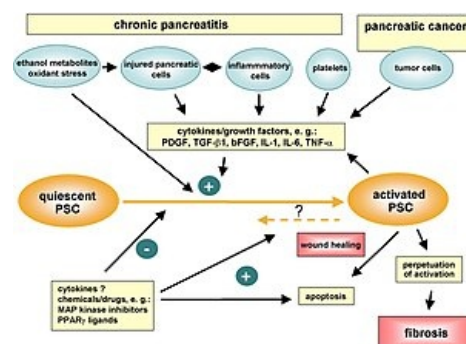 chronic pancreatitis
pancreatic cancer
ethanol metabolites
oxidant stress
injured pancreatic
cells
inflammmatory
cells
platelets
tumor cells
cytokines/growth factors, e. g.:
PDGF, TGF-β1, bFGF, IL-1, IL-6, TNF-α
+
quiescent
PSC
activated
PSC
?
wound healing
-
+
perpetuation
of activation
cytokines ?
chemicals/drugs, e. g.:
MAP kinase inhibitors
PPARγ ligands
apoptosis
fibrosis